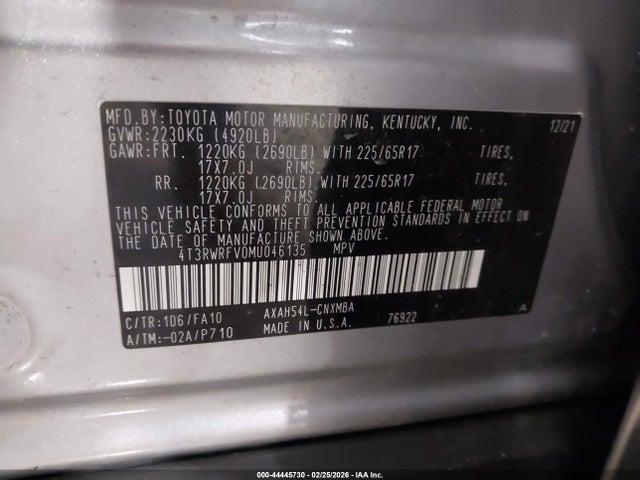 MFD.BY:TOYOTA MOTOR MANUFACTURING, KENTUCKY, INC. 12/21
GVWR:2230KG (4920LB)
GAWR:FRT. 1220KG (2690LB) WITH 225/65R17 TIRES,
17X7.0J RIMS.
RR. 1220KG (2690LB) WITH 225/65R17 TIRES,
17X7.0J RIMS.
THIS VEHICLE CONFORMS TO ALL APPLICABLE FEDERAL MOTOR
VEHICLE SAFETY AND THEFT PREVENTION STANDARDS IN EFFECT ON
THE DATE OF MANUFACTURE SHOWN ABOVE.
4T3RWRFV0MU046135 MPV
C/TR:1D6/FA10 AXAH54L-CNXMBA A
A/TM:-02A/P710 MADE IN U.S.A. 76922
000-44445730 - 02/25/2026 - IAA Inc.